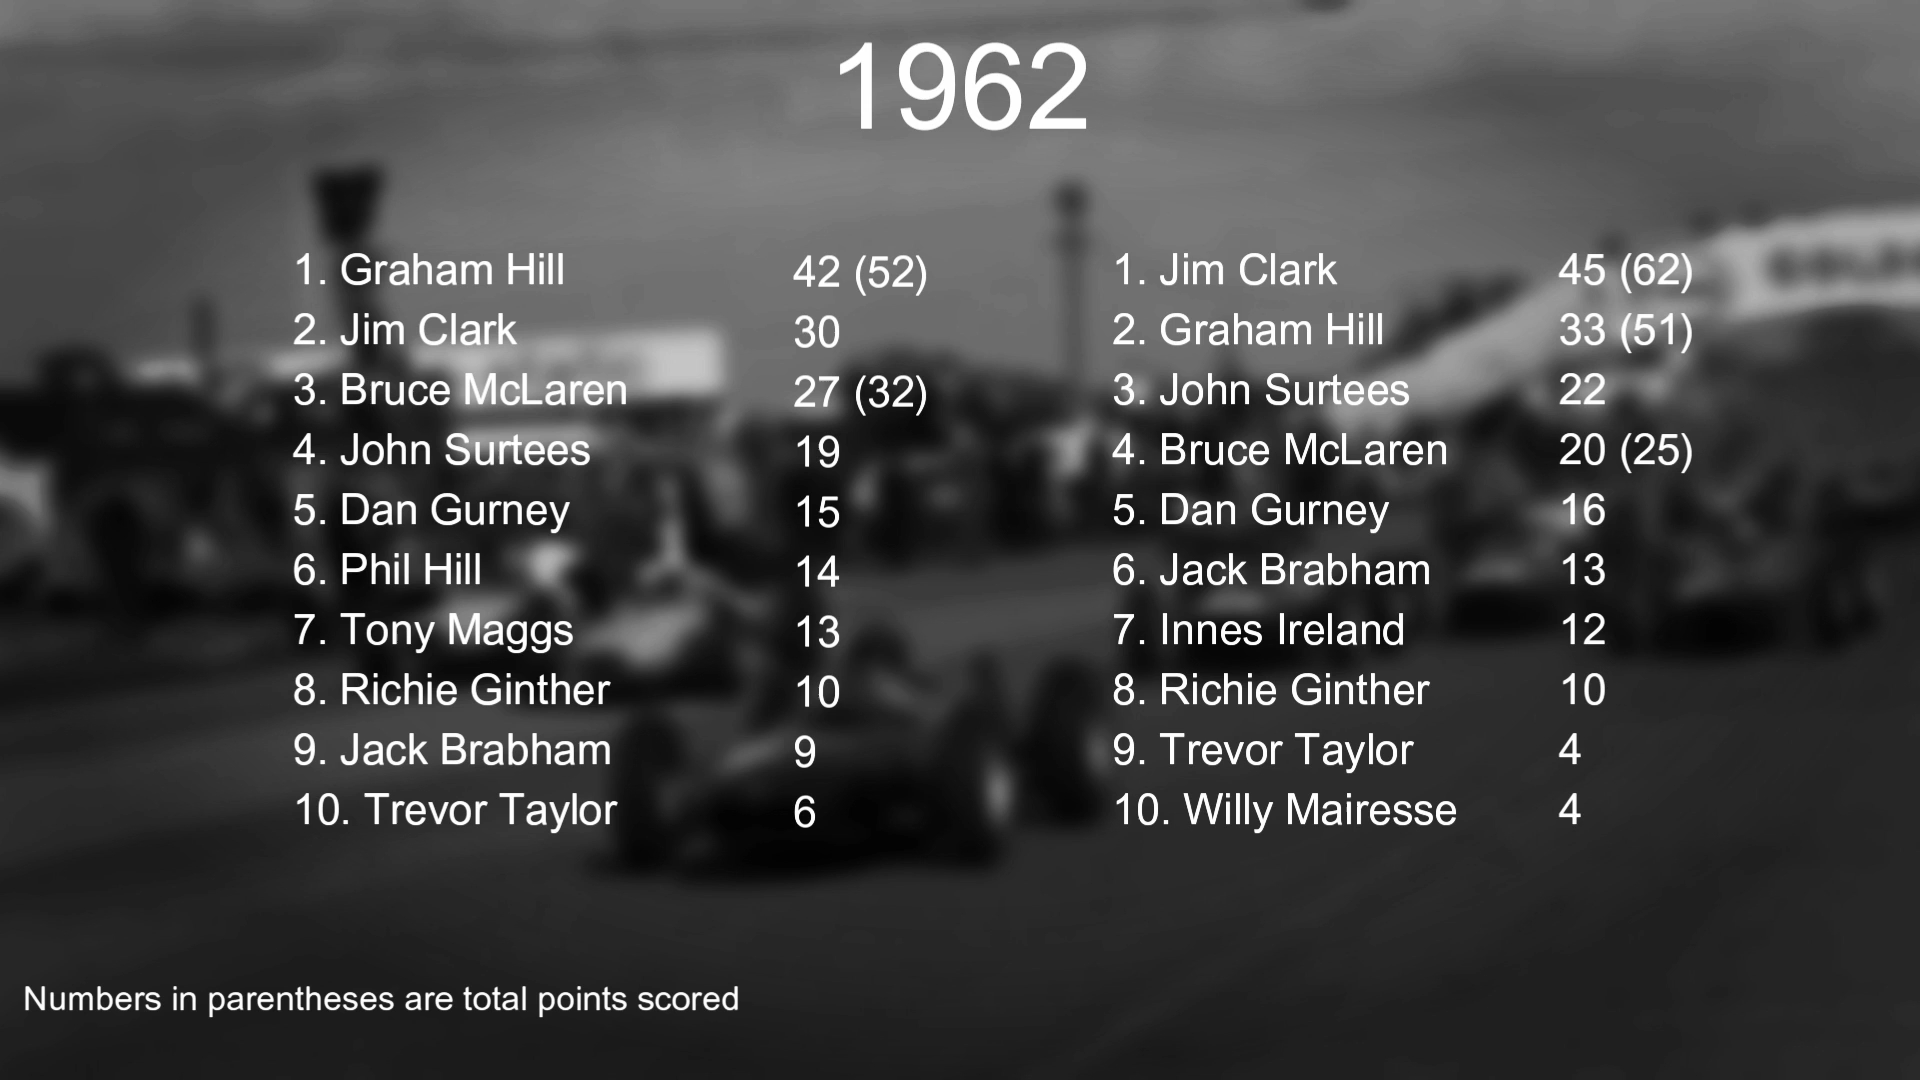 1962
1. Graham Hill 42 (52)
2. Jim Clark 30
3. Bruce McLaren 27 (32)
4. John Surtees 19
5. Dan Gurney 15
6. Phil Hill 14
7. Tony Maggs 13
8. Richie Ginther 10
9. Jack Brabham 9
10. Trevor Taylor 6
1. Jim Clark 45 (62)
2. Graham Hill 33 (51)
3. John Surtees 22
4. Bruce McLaren 20 (25)
5. Dan Gurney 16
6. Jack Brabham 13
7. Innes Ireland 12
8. Richie Ginther 10
9. Trevor Taylor 4
10. Willy Mairesse 4
Numbers in parentheses are total points scored